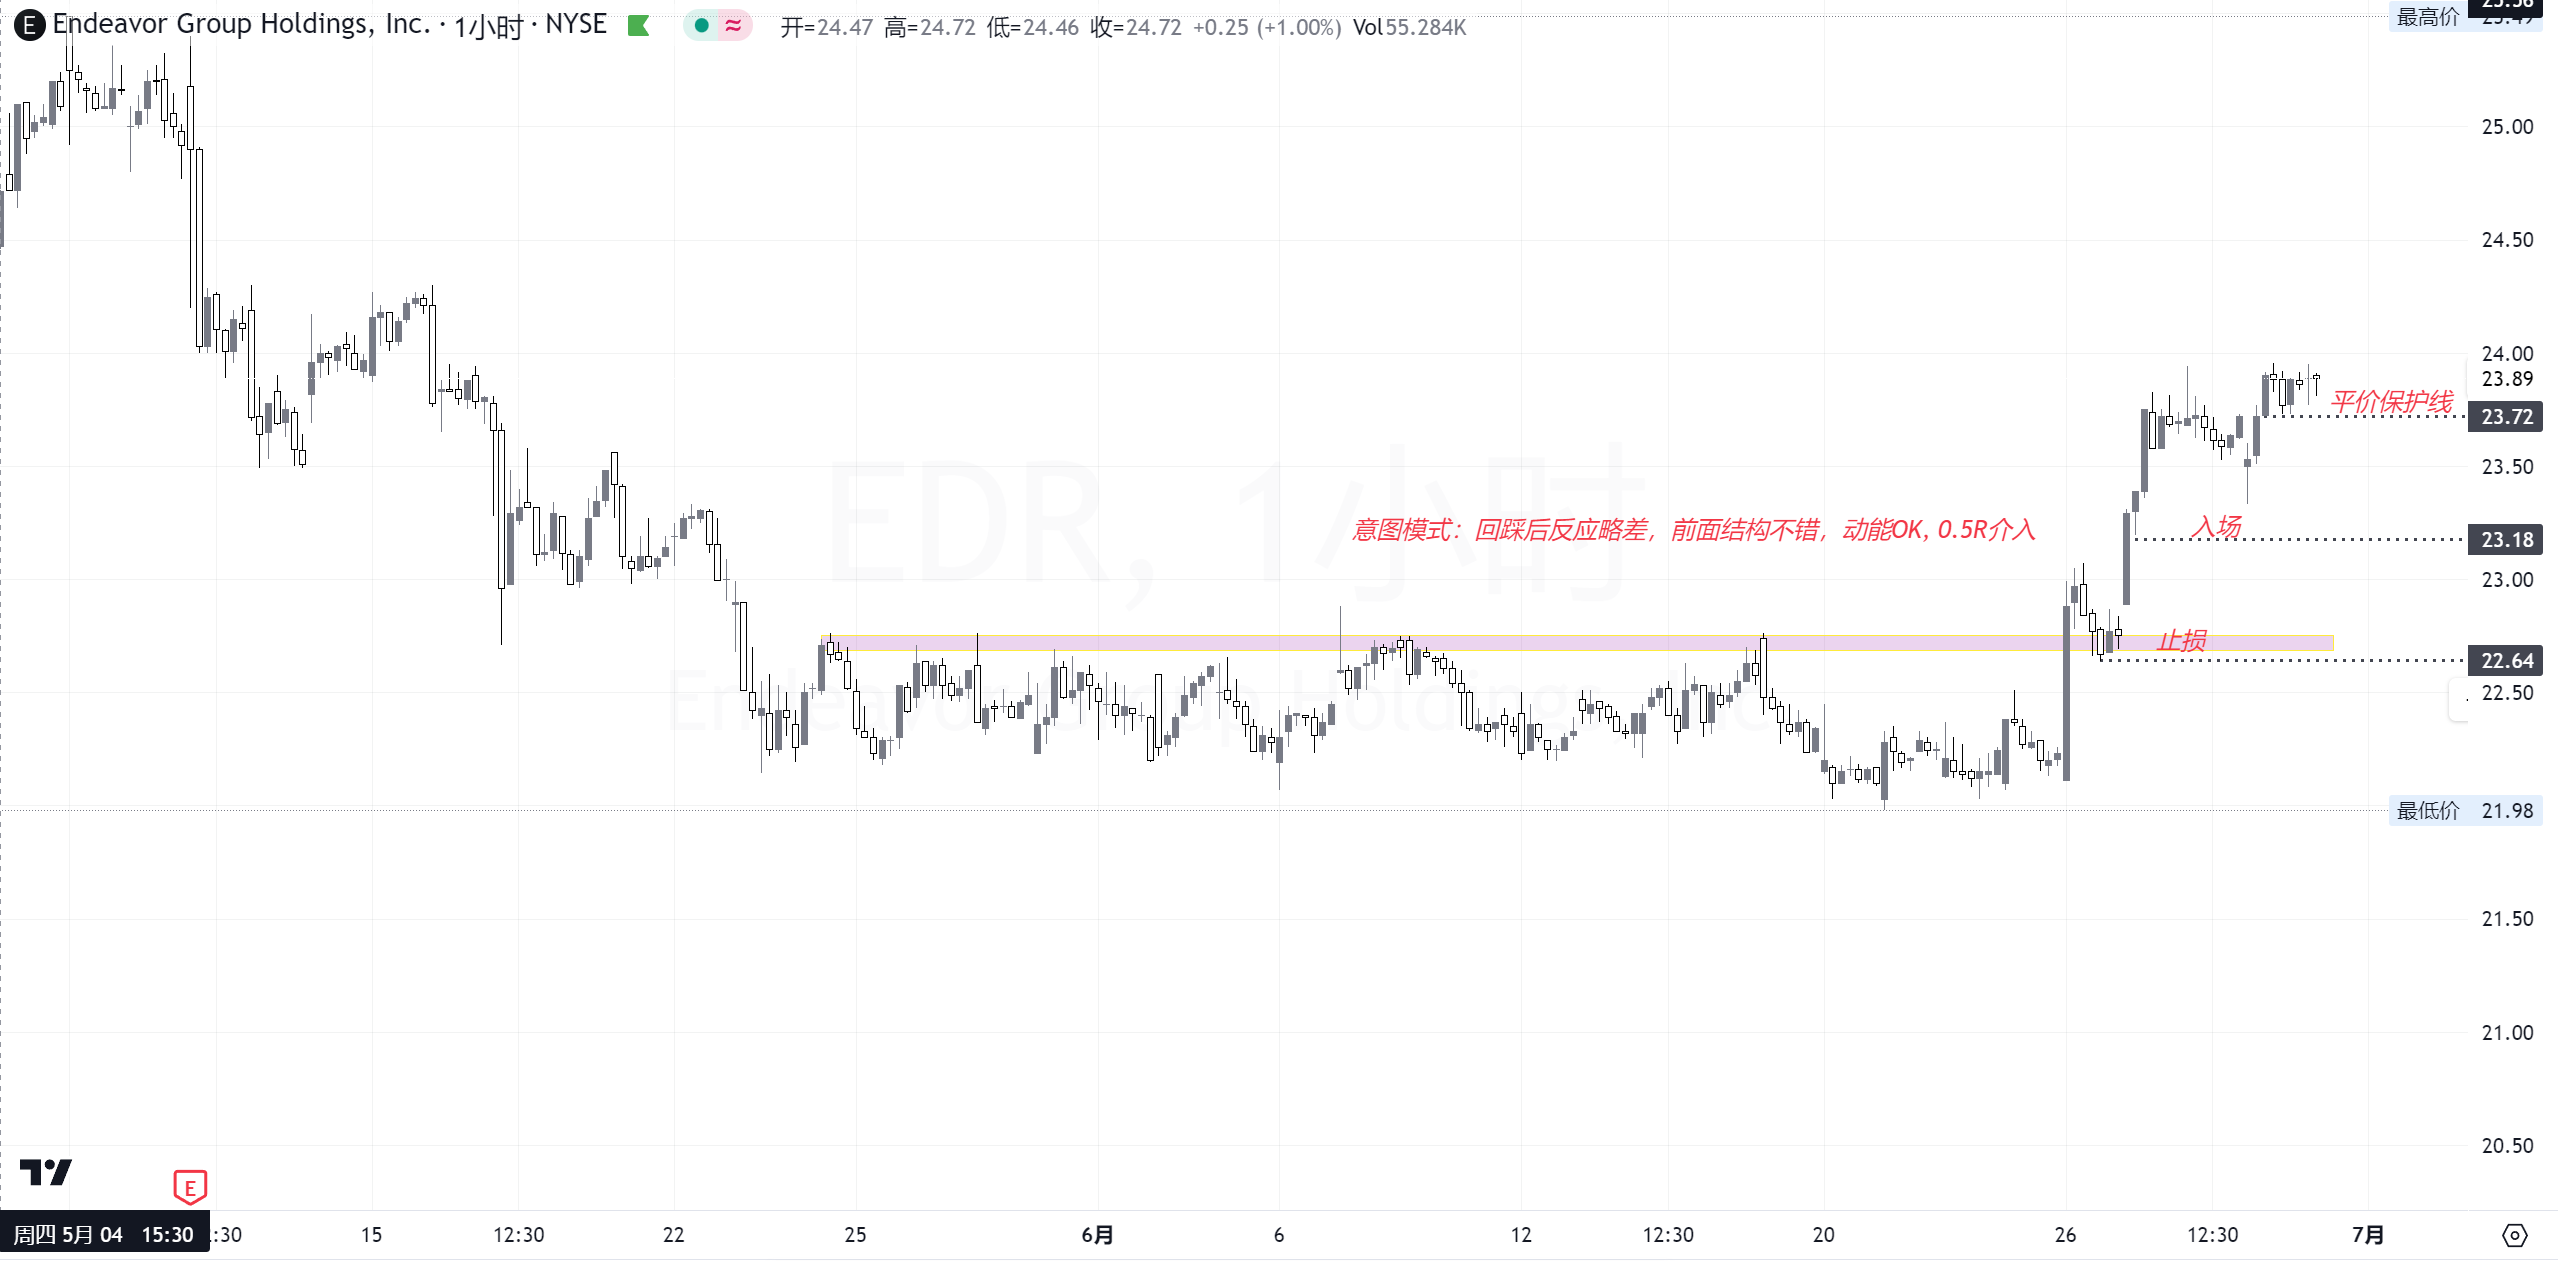 E Endeavor Group Holdings, Inc. · 1小时 · NYSE 开=24.47 高=24.72 低=24.46 收=24.72 +0.25 (+1.00%) Vol55.284K
最高价
25.00
24.50
24.00
23.89
平价保护线
23.72
23.50
EDR, 1小时
意图模式：回踩后反应略差，前面结构不错，动能OK，0.5R介入
入场
23.18
23.00
止损
22.64
22.50
Endeavor Group Holdings, Inc.
最低价 21.98
21.50
21.00
20.50
E
周四 5月 04 15:30 :30 15 12:30 22 25 6月 6 12 12:30 20 26 12:30 7月